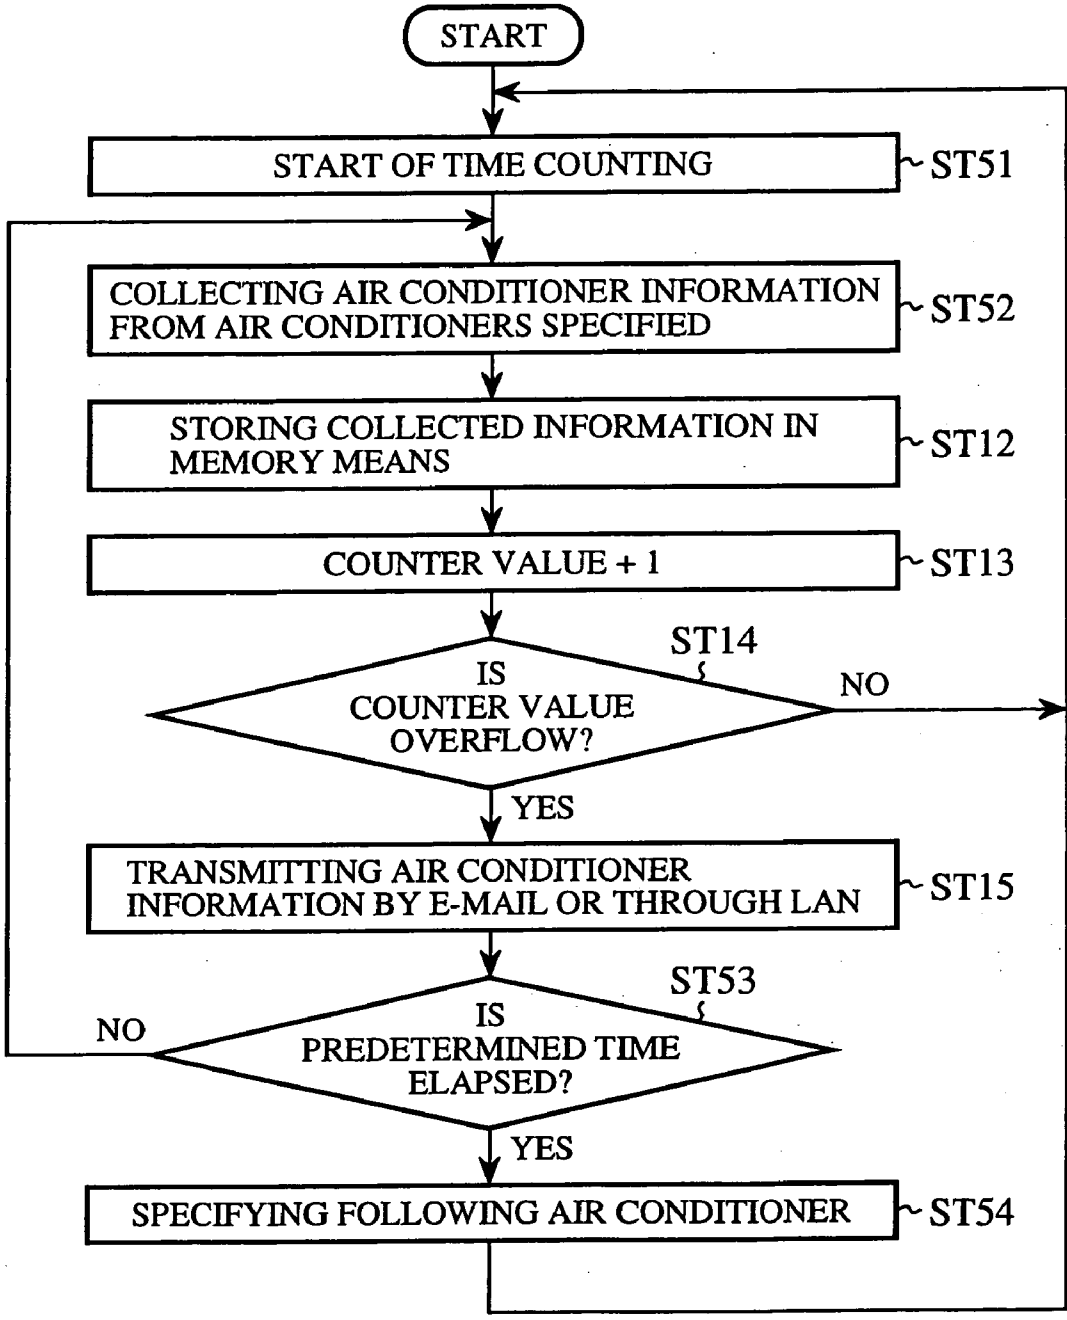 START
START OF TIME COUNTING
ST51
COLLECTING AIR CONDITIONER INFORMATION
FROM AIR CONDITIONERS SPECIFIED
ST52
STORING COLLECTED INFORMATION IN
MEMORY MEANS
ST12
COUNTER VALUE + 1
ST13
ST14
IS
COUNTER VALUE
OVERFLOW?
NO
YES
TRANSMITTING AIR CONDITIONER
INFORMATION BY E-MAIL OR THROUGH LAN
ST15
ST53
IS
PREDETERMINED TIME
ELAPSED?
NO
YES
SPECIFYING FOLLOWING AIR CONDITIONER
ST54